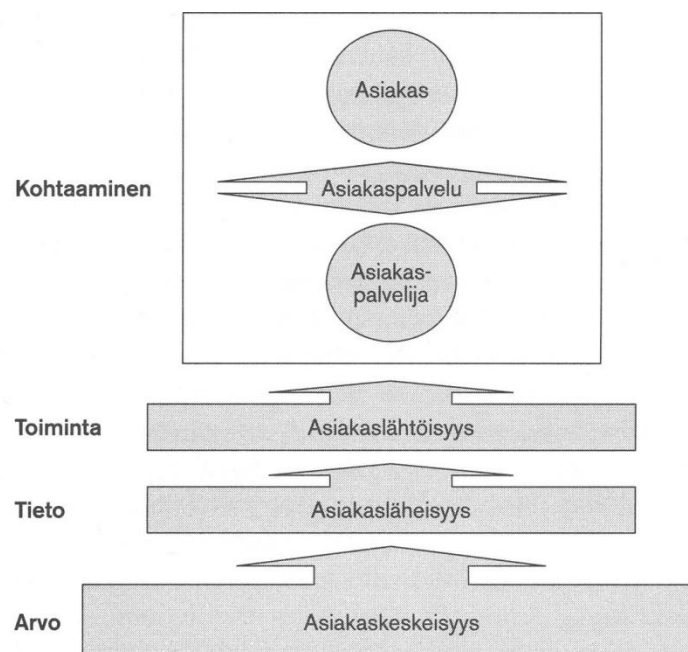 Asiakas
Kohtaaminen
Asiakaspalvelu
Asiakas-
palvelija
Toiminta
Asiakaslähtöisyys
Tieto
Asiakasläheisyys
Arvo
Asiakaskeskeisyys